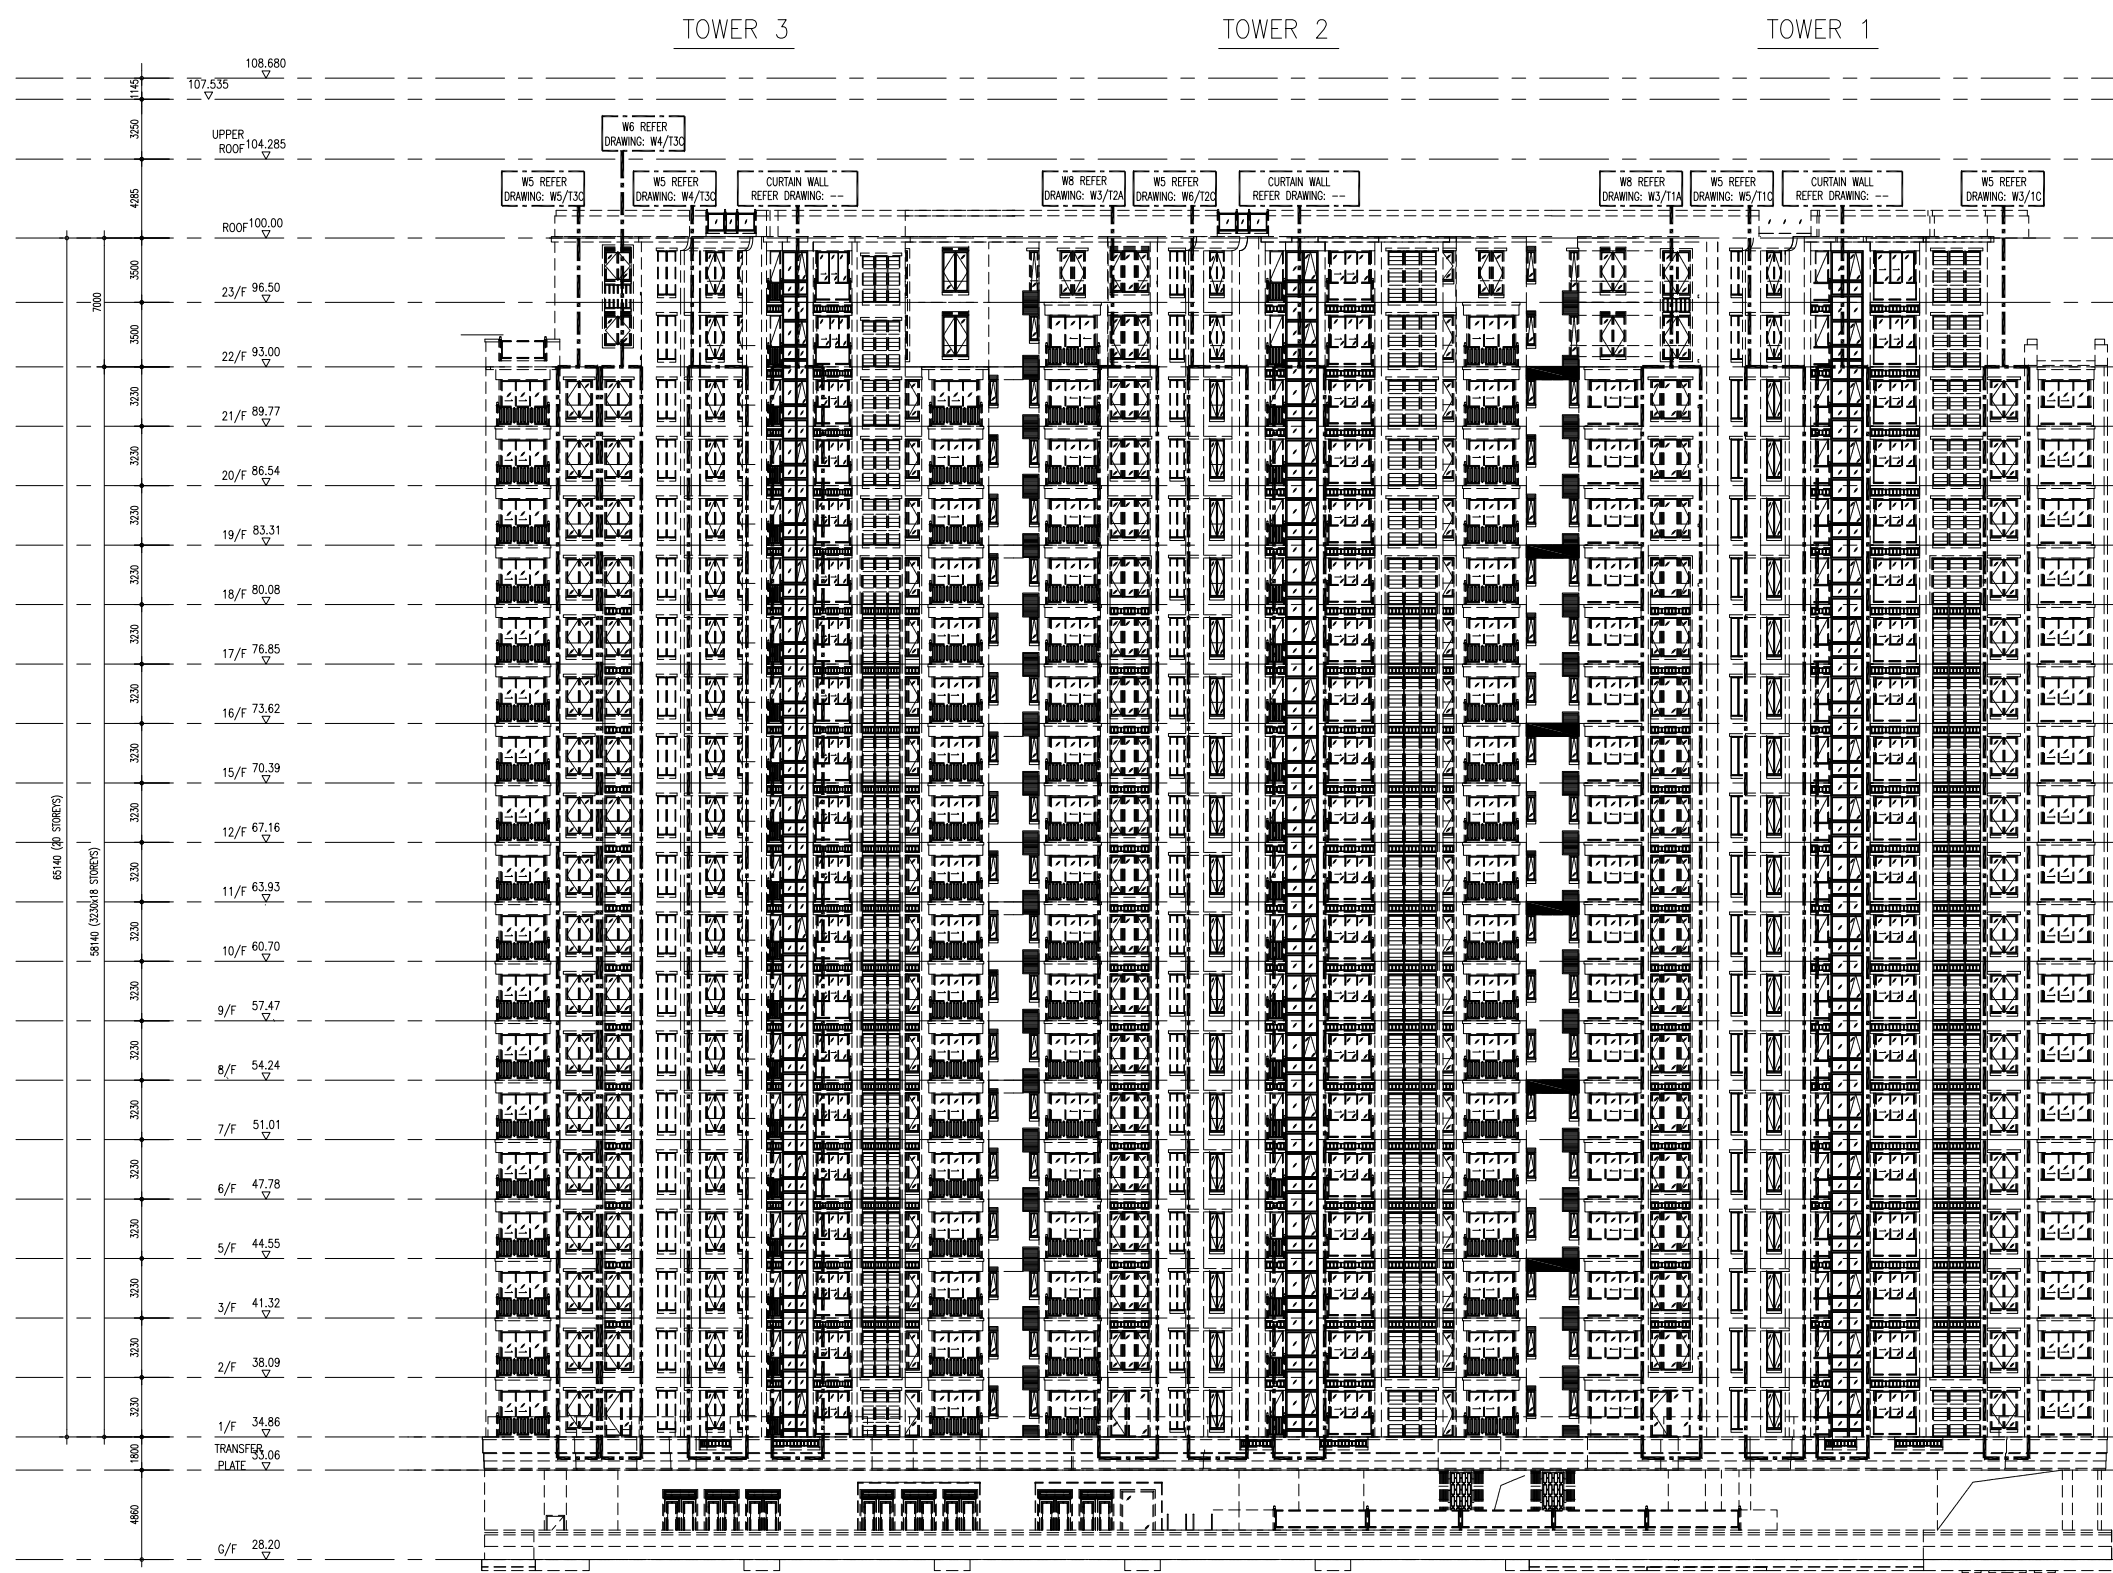 TOWER 3
TOWER 2
TOWER 1
108.680
1145
107.535
3250
UPPER
ROOF 104.285
W6 REFER
DRAWING: W4/T3C
W5 REFER
DRAWING: W5/T3C
W5 REFER
DRAWING: W4/T3C
CURTAIN WALL
REFER DRAWING: --
W8 REFER
DRAWING: W3/T2A
W5 REFER
DRAWING: W6/T2C
CURTAIN WALL
REFER DRAWING: --
W8 REFER
DRAWING: W3/T1A
W5 REFER
DRAWING: W5/T1C
CURTAIN WALL
REFER DRAWING: --
W5 REFER
DRAWING: W3/1C
4285
ROOF 100.00
3500
23/F 96.50
7000
3500
22/F 93.00
3230
21/F 89.77
3230
20/F 86.54
3230
19/F 83.31
3230
18/F 80.08
3230
17/F 76.85
3230
16/F 73.62
3230
15/F 70.39
3230
12/F 67.16
65140 (20 STOREYS)
58140 (3230x18 STOREYS)
3230
11/F 63.93
3230
10/F 60.70
3230
9/F 57.47
3230
8/F 54.24
3230
7/F 51.01
3230
6/F 47.78
3230
5/F 44.55
3230
3/F 41.32
3230
2/F 38.09
3230
1/F 34.86
1800
TRANSFER
PLATE 33.06
4860
G/F 28.20